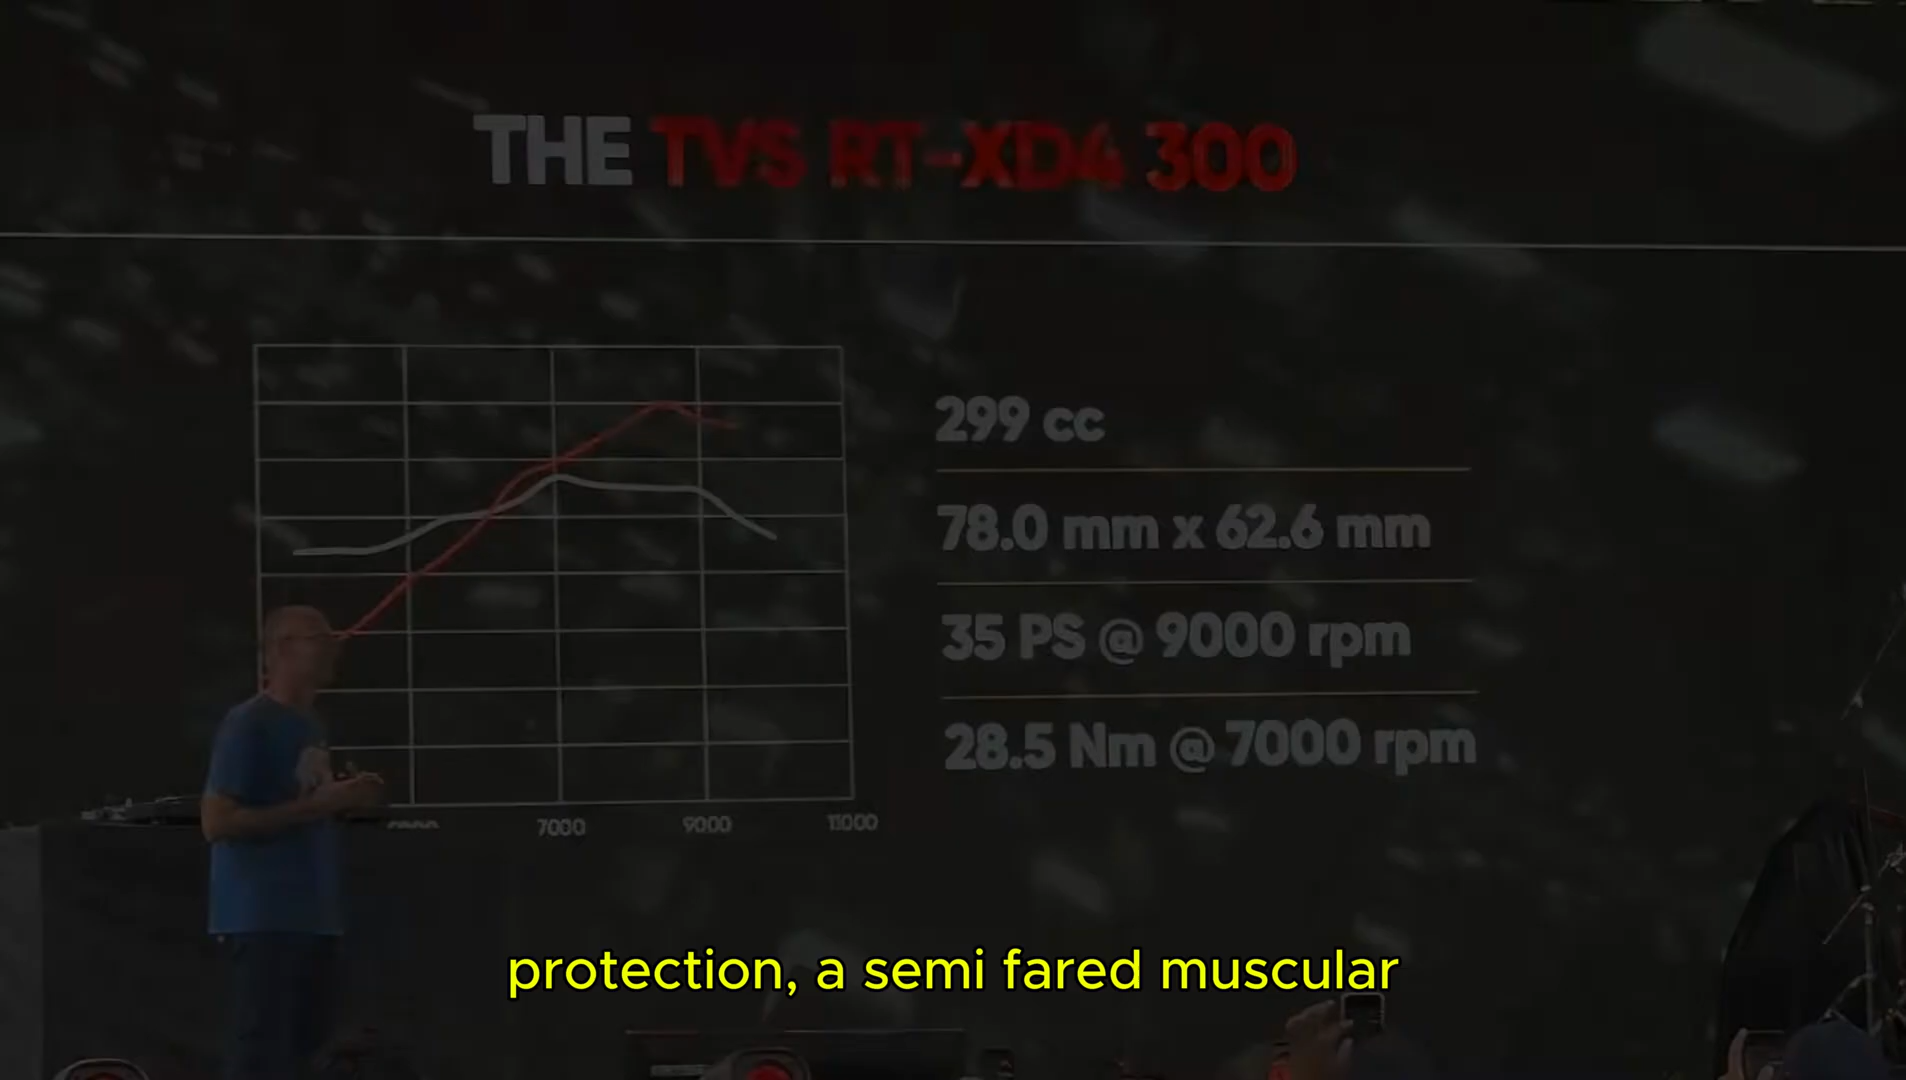 THE TVS RT-XD4 300
299 cc
78.0 mm x 62.6 mm
35 PS @ 9000 rpm
28.5 Nm @ 7000 rpm
7000 9000 11000
protection, a semi fared muscular